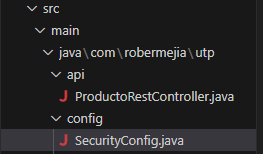 src
main
java\com\robermejia\utp
api
J ProductoRestController.java
config
J SecurityConfig.java